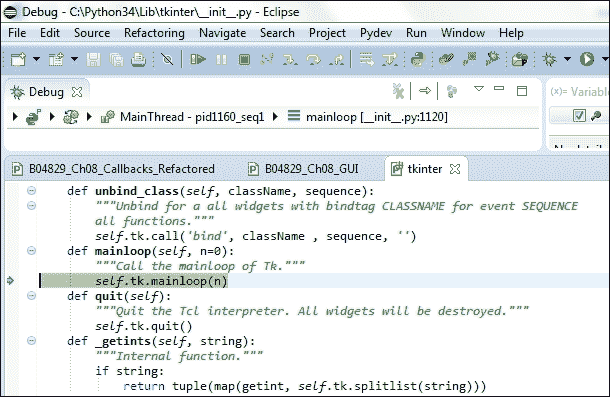 Debug - C:\Python34\Lib\tkinter\__init__.py - Eclipse
File Edit Source Refactoring Navigate Search Project Pydev Run Window Help
Debug
(x)= Variable
MainThread - pid1160_seq1 mainloop [__init__.py:1120]
B04829_Ch08_Callbacks_Refactored B04829_Ch08_GUI tkinter
def unbind_class(self, className, sequence):
"""Unbind for a all widgets with bindtag CLASSNAME for event SEQUENCE
all functions."""
self.tk.call('bind', className , sequence, '')
def mainloop(self, n=0):
"""Call the mainloop of Tk."""
self.tk.mainloop(n)
def quit(self):
"""Quit the Tcl interpreter. All widgets will be destroyed."""
self.tk.quit()
def _getints(self, string):
"""Internal function."""
if string:
return tuple(map(getint, self.tk.splitlist(string)))